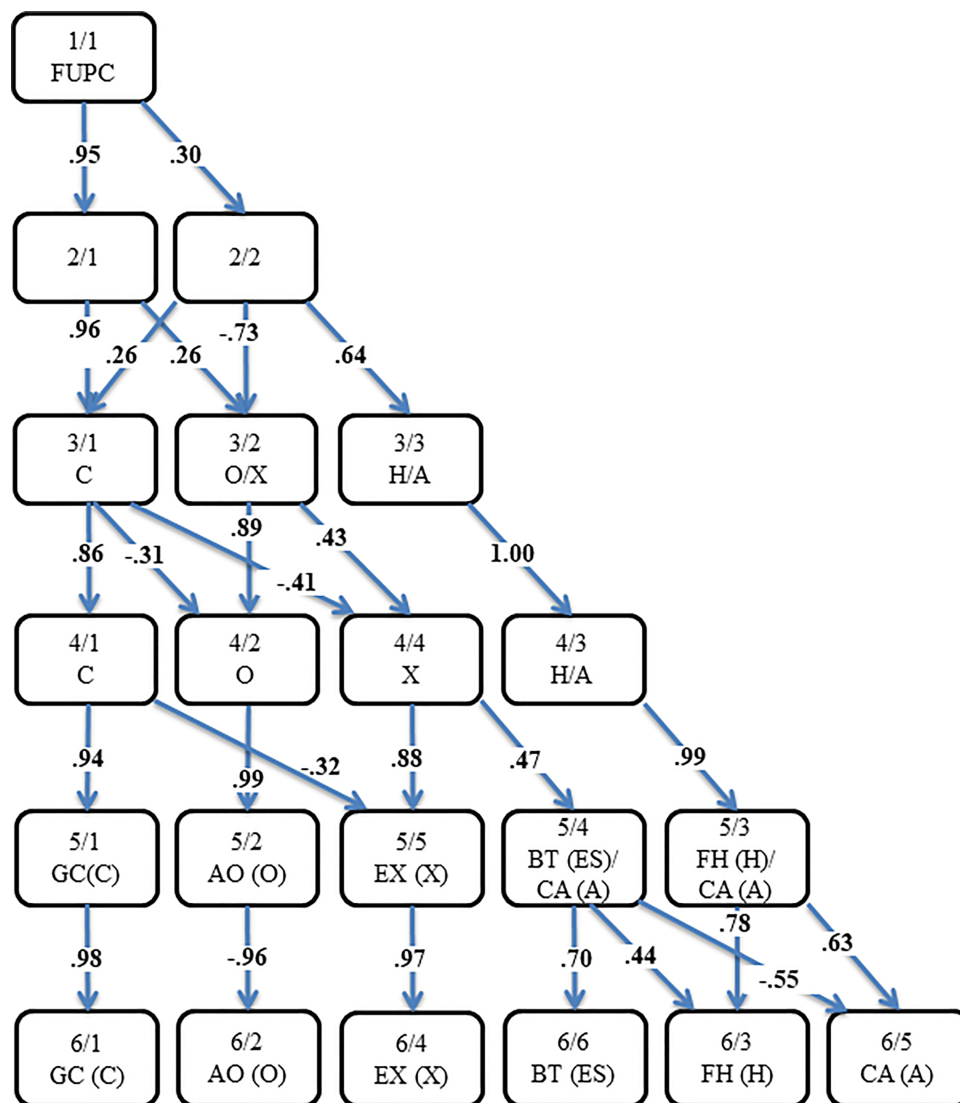 1/1
FUPC
.95
.30
2/1
2/2
.96
.26
.26
-.73
.64
3/1
C
3/2
O/X
3/3
H/A
.86
-.31
.89
.43
-.41
1.00
4/1
C
4/2
O
4/4
X
4/3
H/A
.94
.99
-.32
.88
.47
.99
5/1
GC(C)
5/2
AO (O)
5/5
EX (X)
5/4
BT (ES)/
CA (A)
5/3
FH (H)/
CA (A)
.98
-.96
.97
.70
.44
.78
-.55
.63
6/1
GC (C)
6/2
AO (O)
6/4
EX (X)
6/6
BT (ES)
6/3
FH (H)
6/5
CA (A)